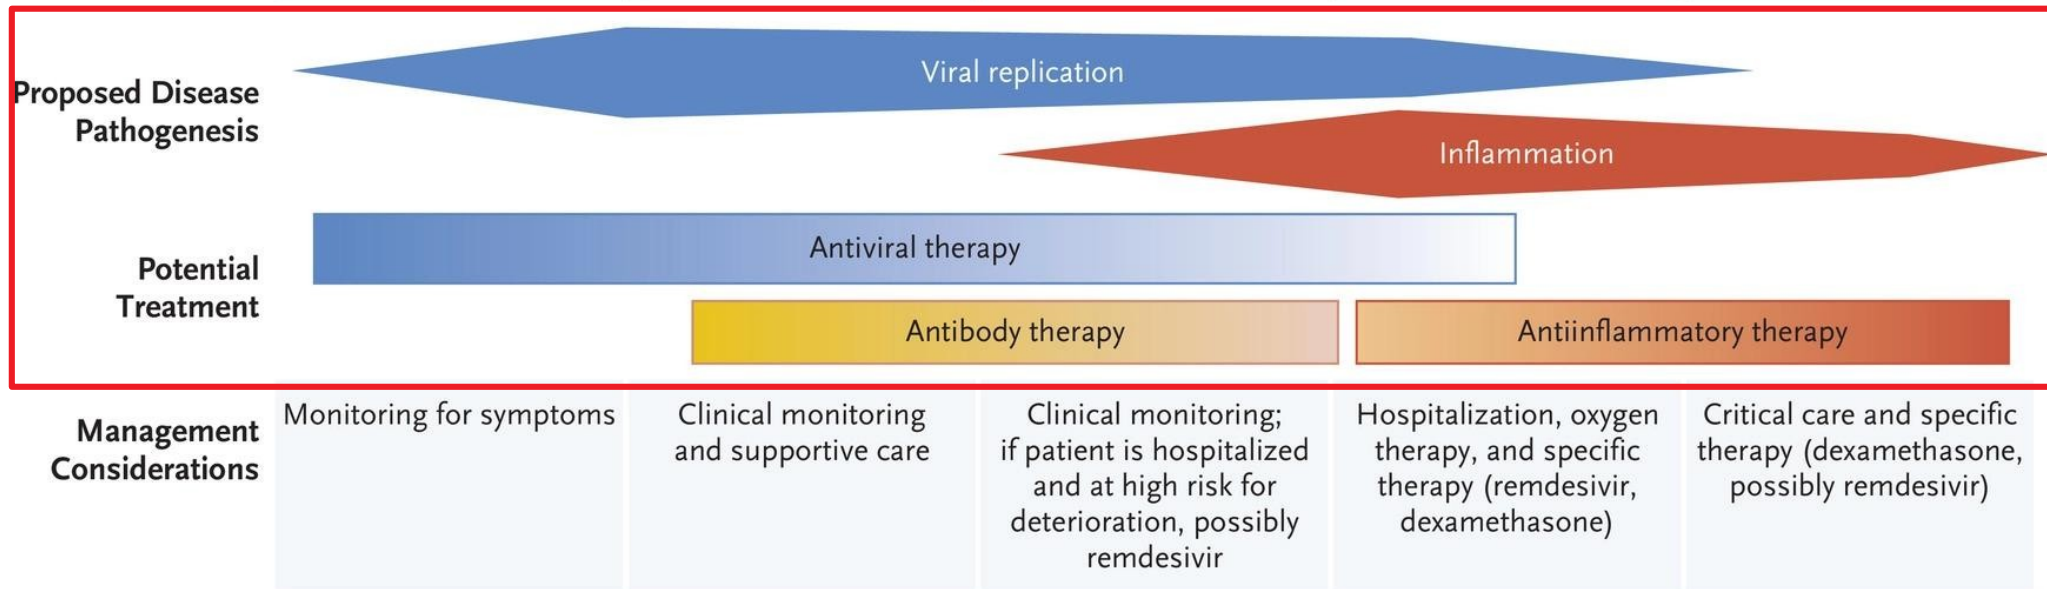 Proposed Disease
Pathogenesis
Viral replication
Inflammation
Potential
Treatment
Antiviral therapy
Antibody therapy
Antiinflammatory therapy
Management
Considerations
Monitoring for symptoms
Clinical monitoring
and supportive care
Clinical monitoring;
if patient is hospitalized
and at high risk for
deterioration, possibly
remdesivir
Hospitalization, oxygen
therapy, and specific
therapy (remdesivir,
dexamethasone)
Critical care and specific
therapy (dexamethasone,
possibly remdesivir)